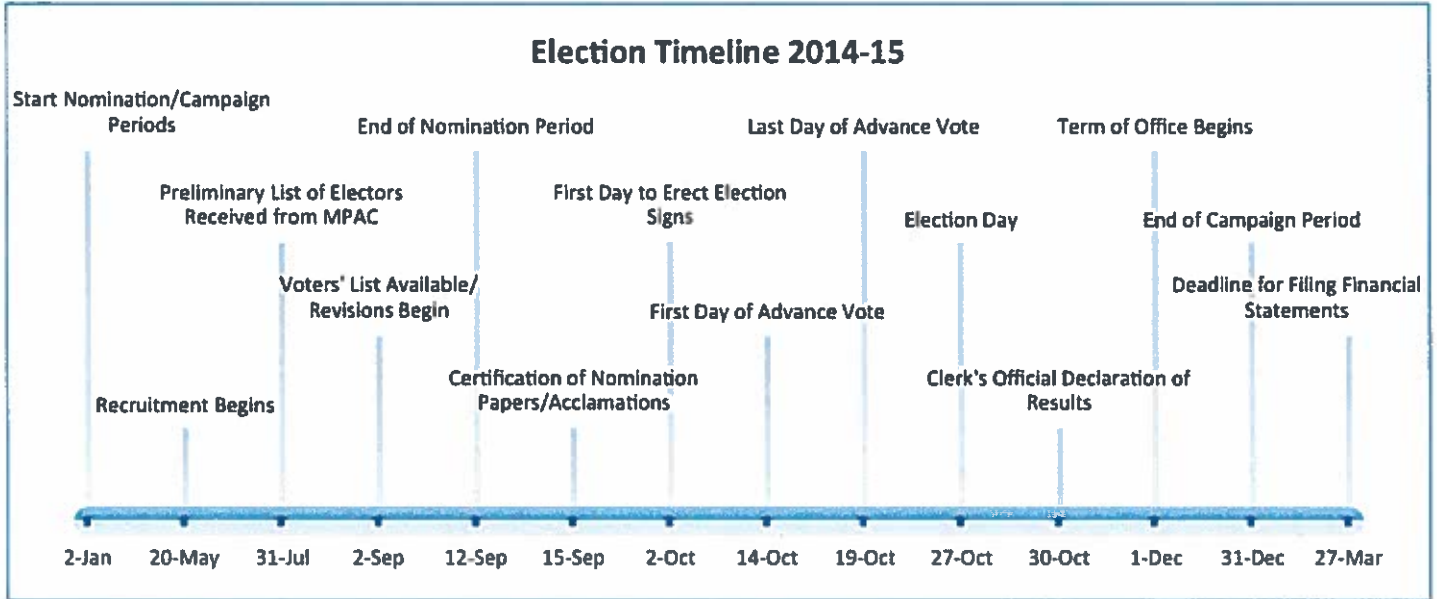 Election Timeline 2014-15
Start Nomination/Campaign
Periods
End of Nomination Period
Last Day of Advance Vote
Term of Office Begins
Preliminary List of Electors
Received from MPAC
First Day to Erect Election
Signs
Election Day
End of Campaign Period
Voters' List Available/
Revisions Begin
First Day of Advance Vote
Deadline for Filing Financial
Statements
Recruitment Begins
Certification of Nomination
Papers/Acclamations
Clerk's Official Declaration of
Results
2-Jan 20-May 31-Jul 2-Sep 12-Sep 15-Sep 2-Oct 14-Oct 19-Oct 27-Oct 30-Oct 1-Dec 31-Dec 27-Mar